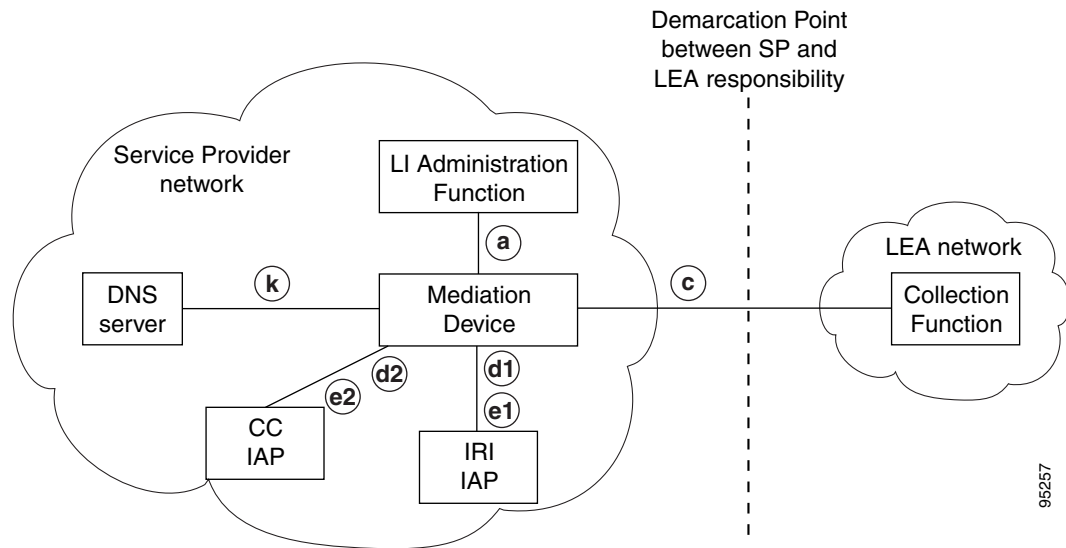 Demarcation Point
between SP and
LEA responsibility
Service Provider
network
LI Administration
Function
a
LEA network
k
c
DNS
server
Mediation
Device
Collection
Function
d2
d1
e2
e1
CC
IAP
IRI
IAP
95257